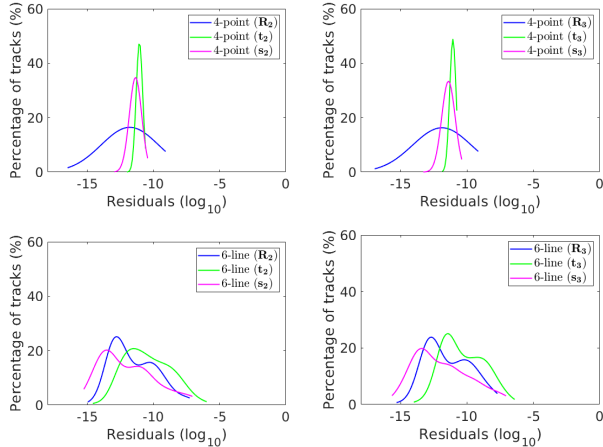 60
40
20
0
Percentage of tracks (%)
4-point (R₂)
4-point (t₂)
4-point (s₂)
-15
-10
-5
0
Residuals (log₁₀)
60
40
20
0
Percentage of tracks (%)
4-point (R₃)
4-point (t₃)
4-point (s₃)
-15
-10
-5
0
Residuals (log₁₀)
60
40
20
0
Percentage of tracks (%)
6-line (R₂)
6-line (t₂)
6-line (s₂)
-15
-10
-5
0
Residuals (log₁₀)
60
40
20
0
Percentage of tracks (%)
6-line (R₃)
6-line (t₃)
6-line (s₃)
-15
-10
-5
0
Residuals (log₁₀)